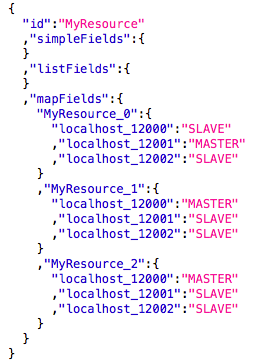 {
  "id":"MyResource"
  ,"simpleFields":{
  }
  ,"listFields":{
  }
  ,"mapFields":{
    "MyResource_0":{
      "localhost_12000":"SLAVE"
      ,"localhost_12001":"MASTER"
      ,"localhost_12002":"SLAVE"
    }
    ,"MyResource_1":{
      "localhost_12000":"MASTER"
      ,"localhost_12001":"SLAVE"
      ,"localhost_12002":"SLAVE"
    }
    ,"MyResource_2":{
      "localhost_12000":"MASTER"
      ,"localhost_12001":"SLAVE"
      ,"localhost_12002":"SLAVE"
    }
  }
}